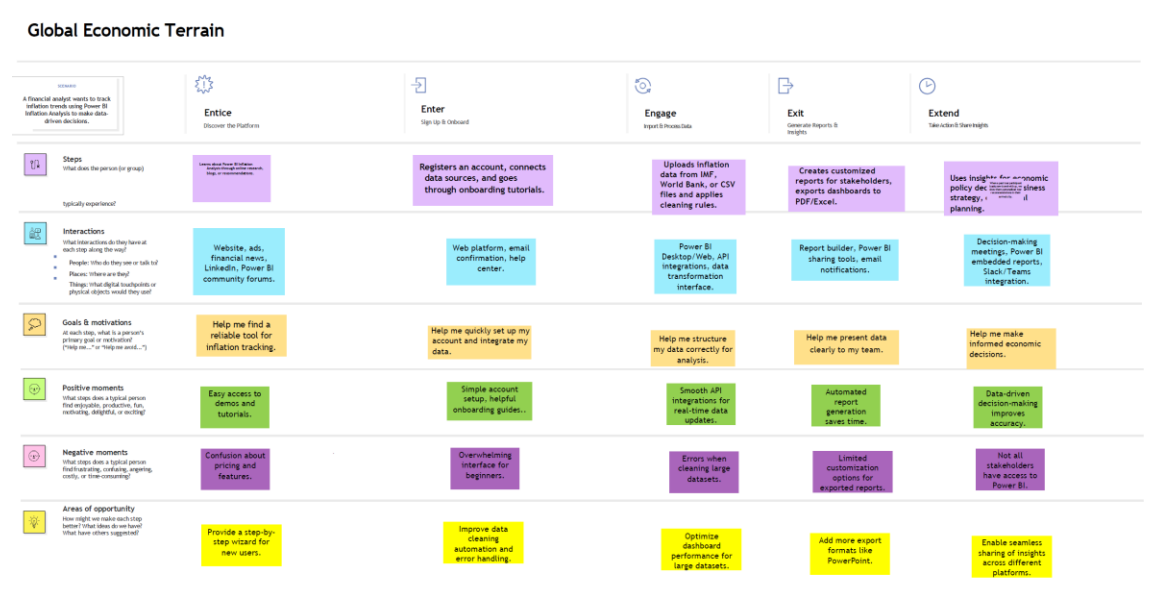 Global Economic Terrain
SCENARIO
A financial analyst wants to track
inflation trends using Power BI
Inflation Analysis to make data-
driven decisions.
Entice
Discover the Platform
Enter
Sign Up & Onboard
Engage
Import & Process Data
Exit
Generate Reports &
Insights
Extend
Take Action & Share Insights
Steps
What does the person (or group)
typically experience?
Learns about Power BI Inflation
Analysis through online research,
blogs, or recommendations.
Registers an account, connects
data sources, and goes
through onboarding tutorials.
Uploads inflation
data from IMF,
World Bank, or CSV
files and applies
cleaning rules.
Creates customized
reports for stakeholders,
exports dashboards to
PDF/Excel.
Uses insights for economic
policy
strategy,
planning.
Interactions
What interactions do they have at
each step along the way?
People: Who do they see or talk to?
Places: Where are they?
Things: What digital touchpoints or
physical objects would they use?
Website, ads,
financial news,
LinkedIn, Power BI
community forums.
Web platform, email
confirmation, help
center.
Power BI
Desktop/Web, API
integrations, data
transformation
interface.
Report builder, Power BI
sharing tools, email
notifications.
Decision-making
meetings, Power BI
embedded reports,
Slack/Teams
integration.
Goals & motivations
At each step, what is a person's
primary goal or motivation?
("Help me..." or "Help me avoid...")
Help me find a
reliable tool for
inflation tracking.
Help me quickly set up my
account and integrate my
data.
Help me structure
my data correctly for
analysis.
Help me present data
clearly to my team.
Help me make
informed economic
decisions.
Positive moments
What steps does a typical person
find enjoyable, productive, fun,
motivating, delightful, or exciting?
Easy access to
demos and
tutorials.
Simple account
setup, helpful
onboarding guides..
Smooth API
integrations for
real-time data
updates.
Automated
report
generation
saves time.
Data-driven
decision-making
improves
accuracy.
Negative moments
What steps does a typical person
find frustrating, confusing, angering,
costly, or time-consuming?
Confusion about
pricing and
features.
Overwhelming
interface for
beginners.
Errors when
cleaning large
datasets.
Limited
customization
options for
exported reports.
Not all
stakeholders
have access to
Power BI.
Areas of opportunity
How might we make each step
better? What ideas do we have?
What have others suggested?
Provide a step-by-
step wizard for
new users.
Improve data
cleaning
automation and
error handling.
Optimize
dashboard
performance for
large datasets.
Add more export
formats like
PowerPoint.
Enable seamless
sharing of insights
across different
platforms.